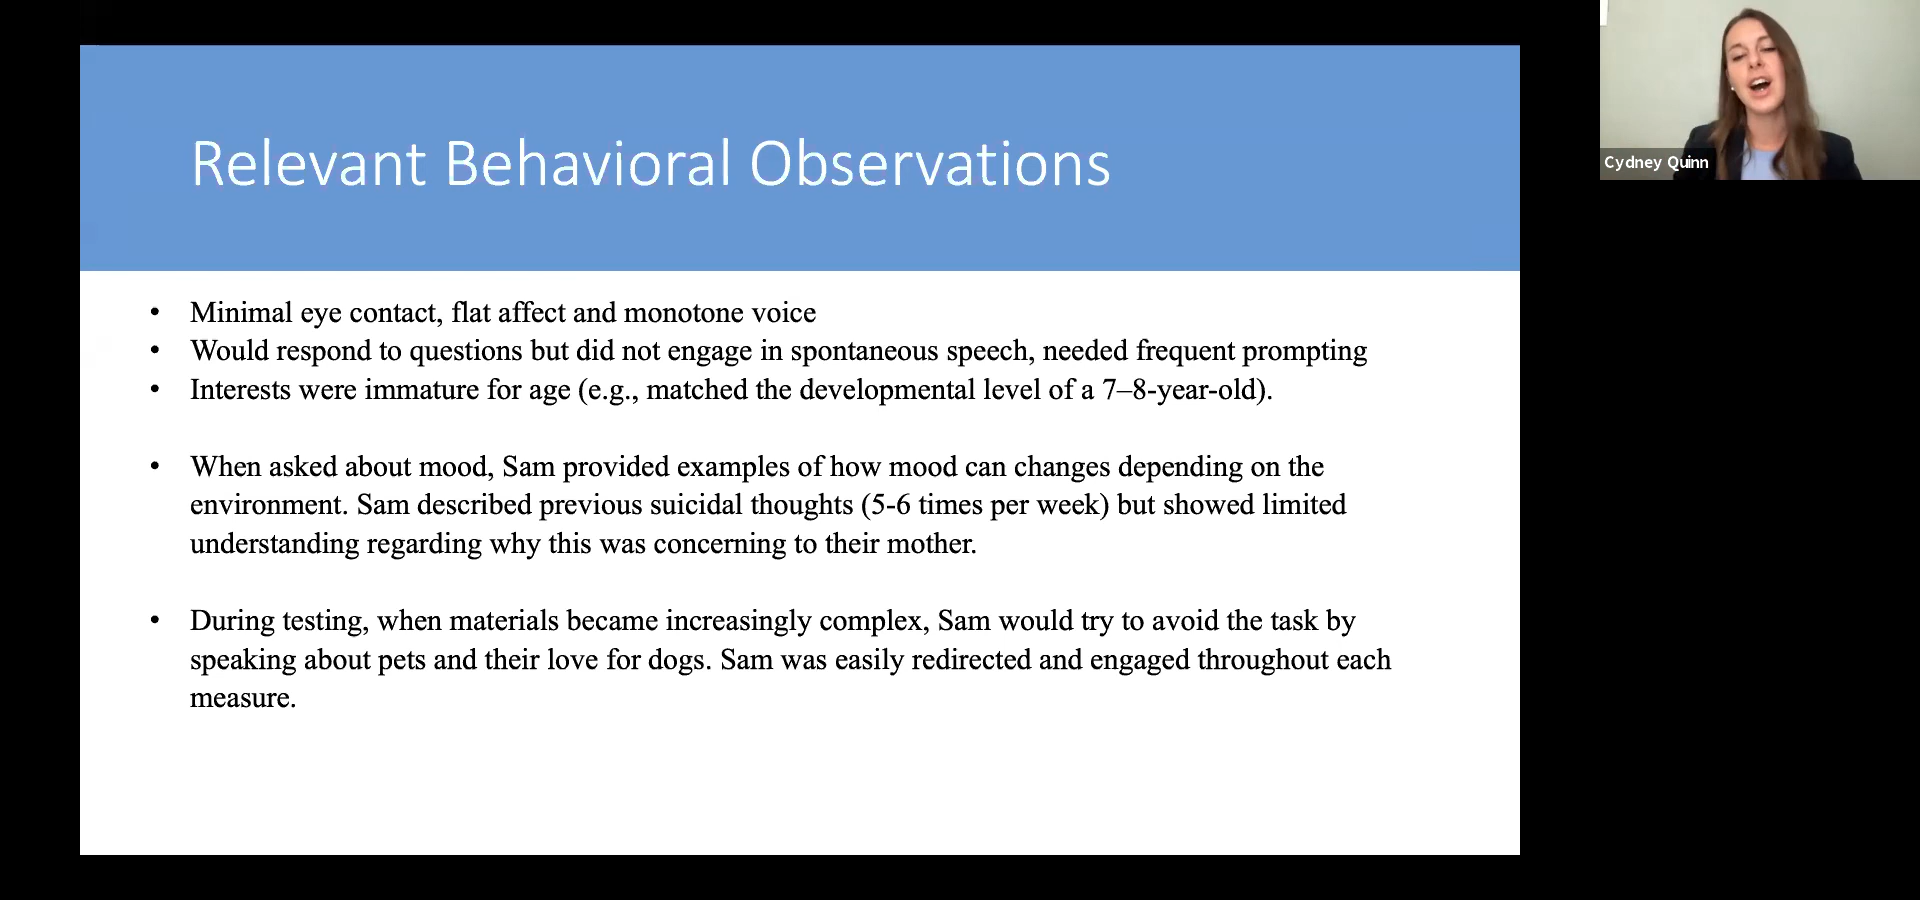 Relevant Behavioral Observations
Cydney Quinn
• Minimal eye contact, flat affect and monotone voice
• Would respond to questions but did not engage in spontaneous speech, needed frequent prompting
• Interests were immature for age (e.g., matched the developmental level of a 7–8-year-old).
• When asked about mood, Sam provided examples of how mood can changes depending on the
environment. Sam described previous suicidal thoughts (5-6 times per week) but showed limited
understanding regarding why this was concerning to their mother.
• During testing, when materials became increasingly complex, Sam would try to avoid the task by
speaking about pets and their love for dogs. Sam was easily redirected and engaged throughout each
measure.